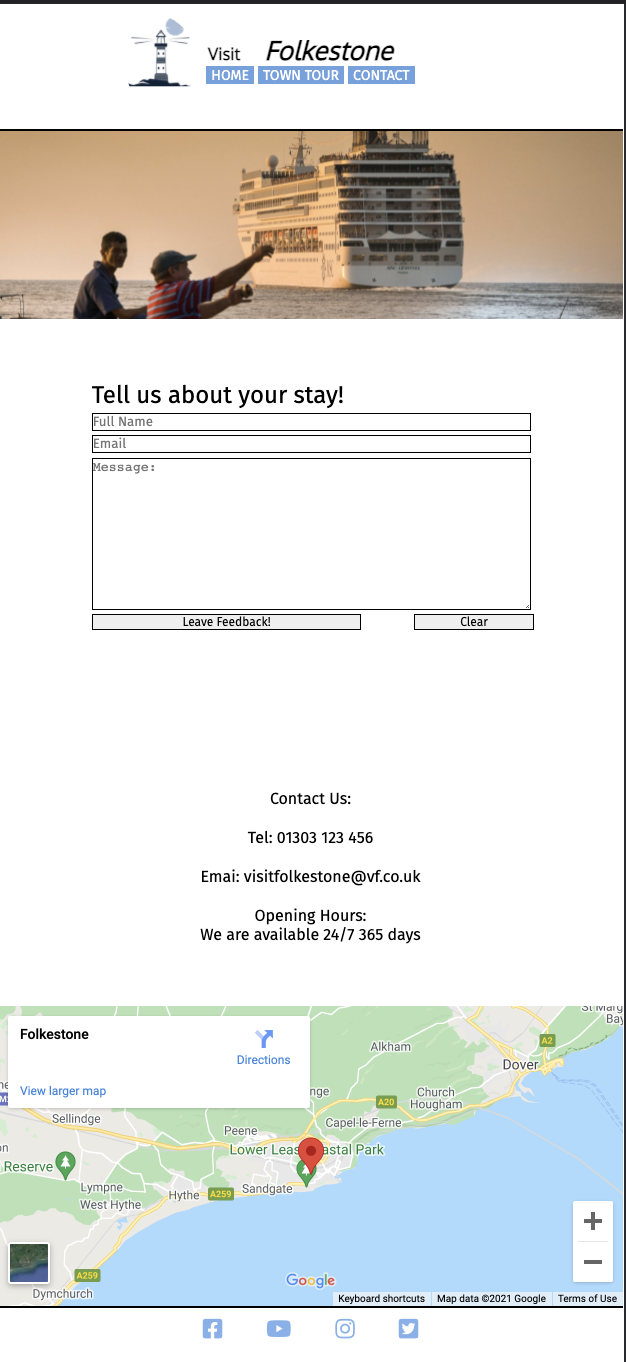 Visit Folkestone
HOME TOWN TOUR CONTACT
Tell us about your stay!
Full Name
Email
Message:
Leave Feedback! Clear
Contact Us:
Tel: 01303 123 456
Emai: visitfolkestone@vf.co.uk
Opening Hours:
We are available 24/7 365 days
Folkestone
Directions
View larger map
St Marg
Bay
A2
Dover
Alkham
A20
Church
Hougham
Capel-le-Ferne
Sellindge
Peene
Lower Leas Coastal Park
Reserve
Lympne
West Hythe
Hythe
A259
Sandgate
A259
Dymchurch
Google
Keyboard shortcuts Map data ©2021 Google Terms of Use